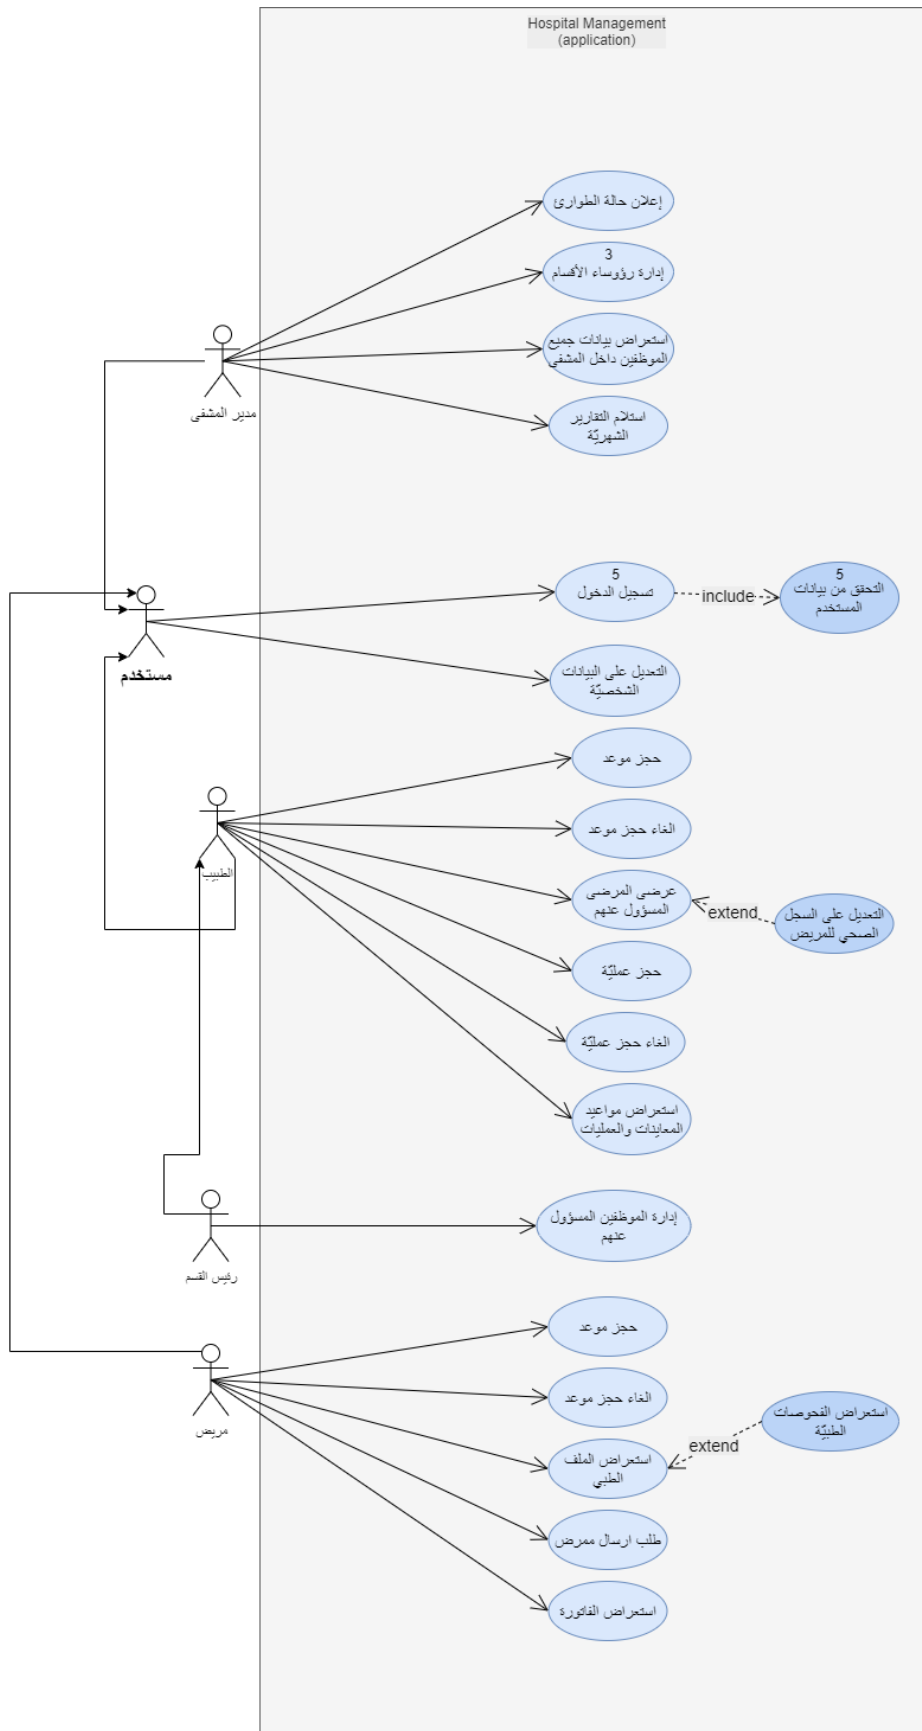 Hospital Management
(application)
إعلان حالة الطوارئ
3
إدارة رؤوساء الأقسام
استعراض بيانات جميع
الموظفين داخل المشفى
استلام التقارير
الشهريّة
مدير المشفى
5
تسجيل الدخول
include
5
التحقق من بيانات
المستخدم
مستخدم
التعديل على البيانات
الشخصيّة
حجز موعد
الغاء حجز موعد
الطبيب
عرضى المرضى
المسؤول عنهم
extend
التعديل على السجل
الصحي للمريض
حجز عمليّة
الغاء حجز عمليّة
استعراض مواعيد
المعاينات والعمليات
إدارة الموظفين المسؤول
عنهم
رئيس القسم
حجز موعد
الغاء حجز موعد
مريض
استعراض الملف
الطبي
extend
استعراض الفحوصات
الطبيّة
طلب ارسال ممرض
استعراض الفاتورة